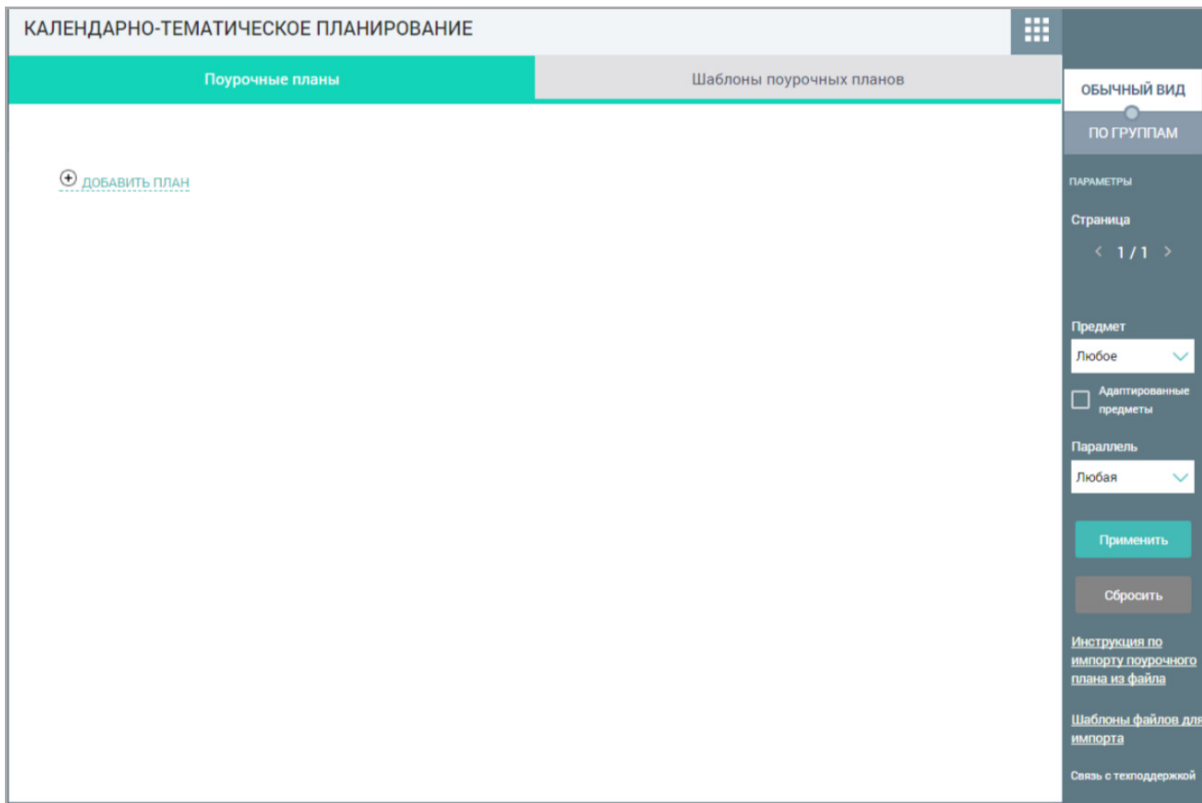 КАЛЕНДАРНО-ТЕМАТИЧЕСКОЕ ПЛАНИРОВАНИЕ
Поурочные планы
Шаблоны поурочных планов
ДОБАВИТЬ ПЛАН
ОБЫЧНЫЙ ВИД
ПО ГРУППАМ
ПАРАМЕТРЫ
Страница
< 1 / 1 >
Предмет
Любое
Адаптированные
предметы
Параллель
Любая
Применить
Сбросить
Инструкция по
импорту поурочного
плана из файла
Шаблоны файлов для
импорта
Связь с техподдержкой